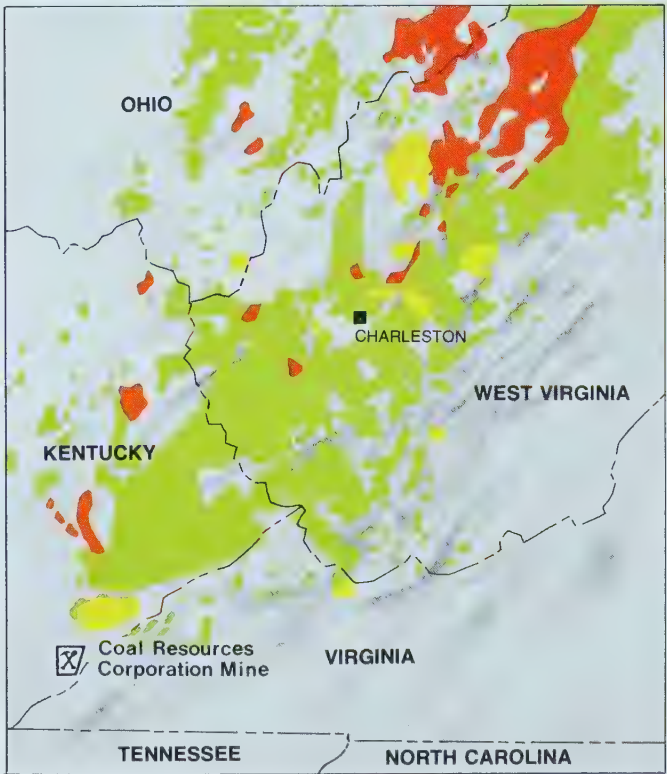 OHIO
CHARLESTON
WEST VIRGINIA
KENTUCKY
X Coal Resources
Corporation Mine
VIRGINIA
TENNESSEE
NORTH CAROLINA